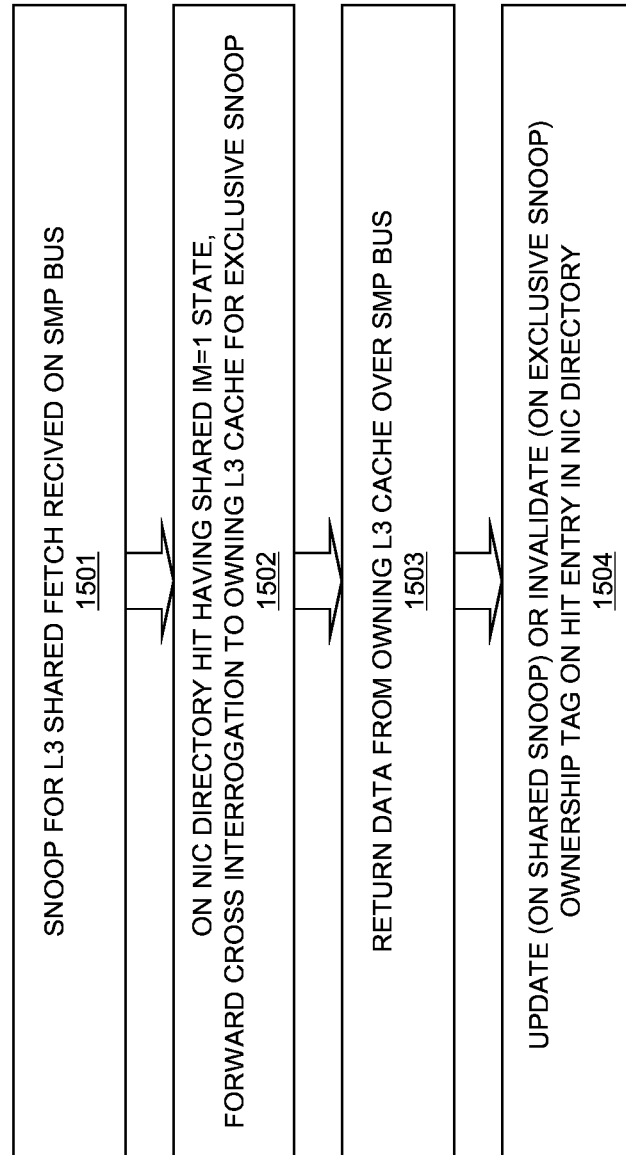 SNOOP FOR L3 SHARED FETCH RECIVED ON SMP BUS
1501
ON NIC DIRECTORY HIT HAVING SHARED IM=1 STATE,
FORWARD CROSS INTERROGATION TO OWNING L3 CACHE FOR EXCLUSIVE SNOOP
1502
RETURN DATA FROM OWNING L3 CACHE OVER SMP BUS
1503
UPDATE (ON SHARED SNOOP) OR INVALIDATE (ON EXCLUSIVE SNOOP)
OWNERSHIP TAG ON HIT ENTRY IN NIC DIRECTORY
1504